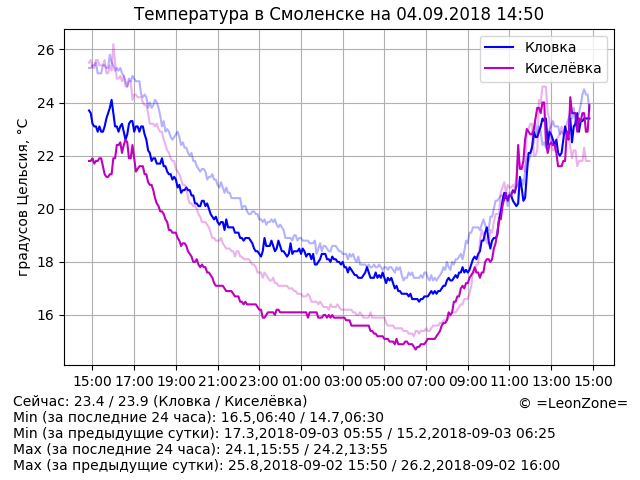 Температура в Смоленске на 04.09.2018 14:50
Кловка
Киселёвка
градусов Цельсия, °C
26
24
22
20
18
16
15:00 17:00 19:00 21:00 23:00 01:00 03:00 05:00 07:00 09:00 11:00 13:00 15:00
Сейчас: 23.4 / 23.9 (Кловка / Киселёвка)
© =LeonZone=
Min (за последние 24 часа): 16.5,06:40 / 14.7,06:30
Min (за предыдущие сутки): 17.3,2018-09-03 05:55 / 15.2,2018-09-03 06:25
Max (за последние 24 часа): 24.1,15:55 / 24.2,13:55
Max (за предыдущие сутки): 25.8,2018-09-02 15:50 / 26.2,2018-09-02 16:00